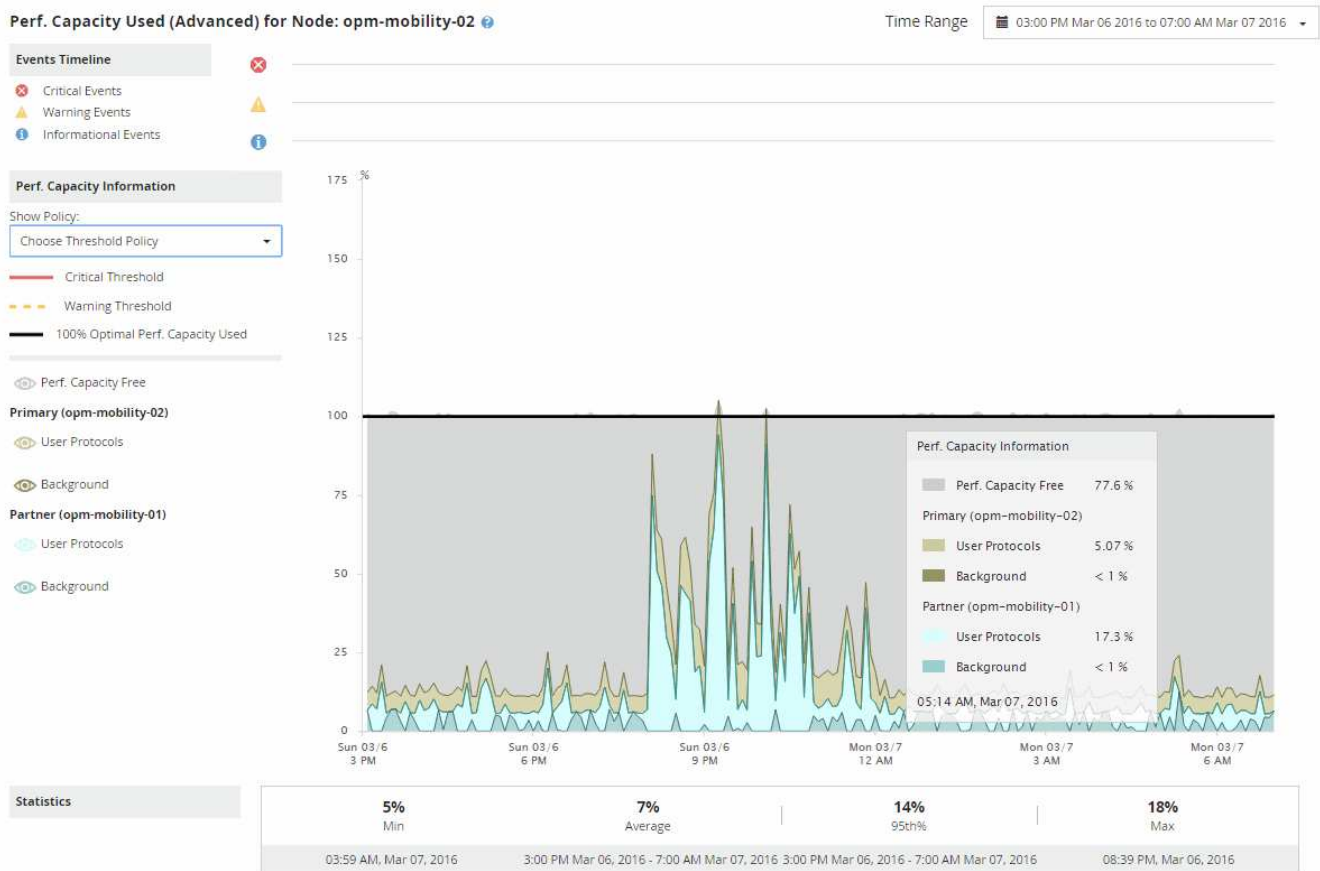 Perf. Capacity Used (Advanced) for Node: opm-mobility-02 ?
Time Range 03:00 PM Mar 06 2016 to 07:00 AM Mar 07 2016
Events Timeline
Critical Events
Warning Events
Informational Events
Perf. Capacity Information
Show Policy:
Choose Threshold Policy
Critical Threshold
Warning Threshold
100% Optimal Perf. Capacity Used
Perf. Capacity Free
Primary (opm-mobility-02)
User Protocols
Background
Partner (opm-mobility-01)
User Protocols
Background
%
175
150
125
100
75
50
25
0
Perf. Capacity Information
Perf. Capacity Free 77.6 %
Primary (opm-mobility-02)
User Protocols 5.07 %
Background < 1 %
Partner (opm-mobility-01)
User Protocols 17.3 %
Background < 1 %
05:14 AM, Mar 07, 2016
Sun 03/6 Sun 03/6 Sun 03/6 Mon 03/7 Mon 03/7 Mon 03/7
3 PM 6 PM 9 PM 12 AM 3 AM 6 AM
Statistics
5% 7% 14% 18%
Min Average 95th% Max
03:59 AM, Mar 07, 2016 3:00 PM Mar 06, 2016 - 7:00 AM Mar 07, 2016 3:00 PM Mar 06, 2016 - 7:00 AM Mar 07, 2016 08:39 PM, Mar 06, 2016